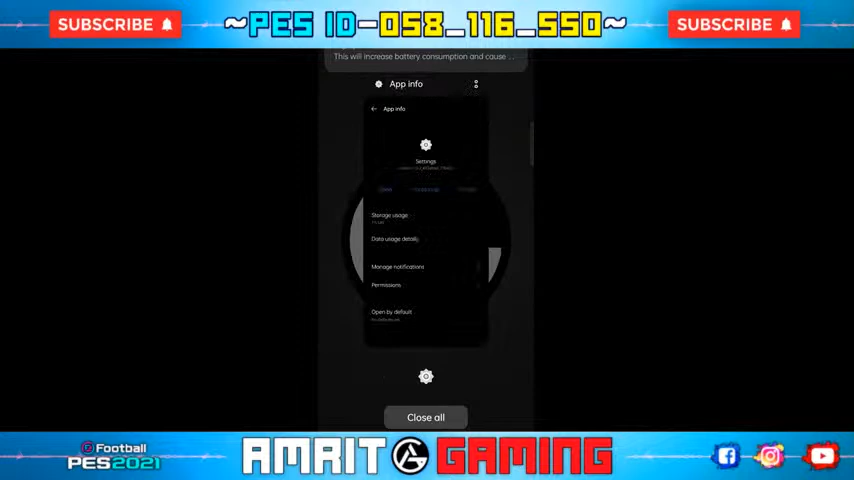 SUBSCRIBE
~PES ID-058_116_550~
SUBSCRIBE
This will increase battery consumption and cause ...
App info
App info
Settings
Storage usage
Data usage details
Manage notifications
Permissions
Open by default
Close all
eFootball
PES2021
AMRIT GAMING